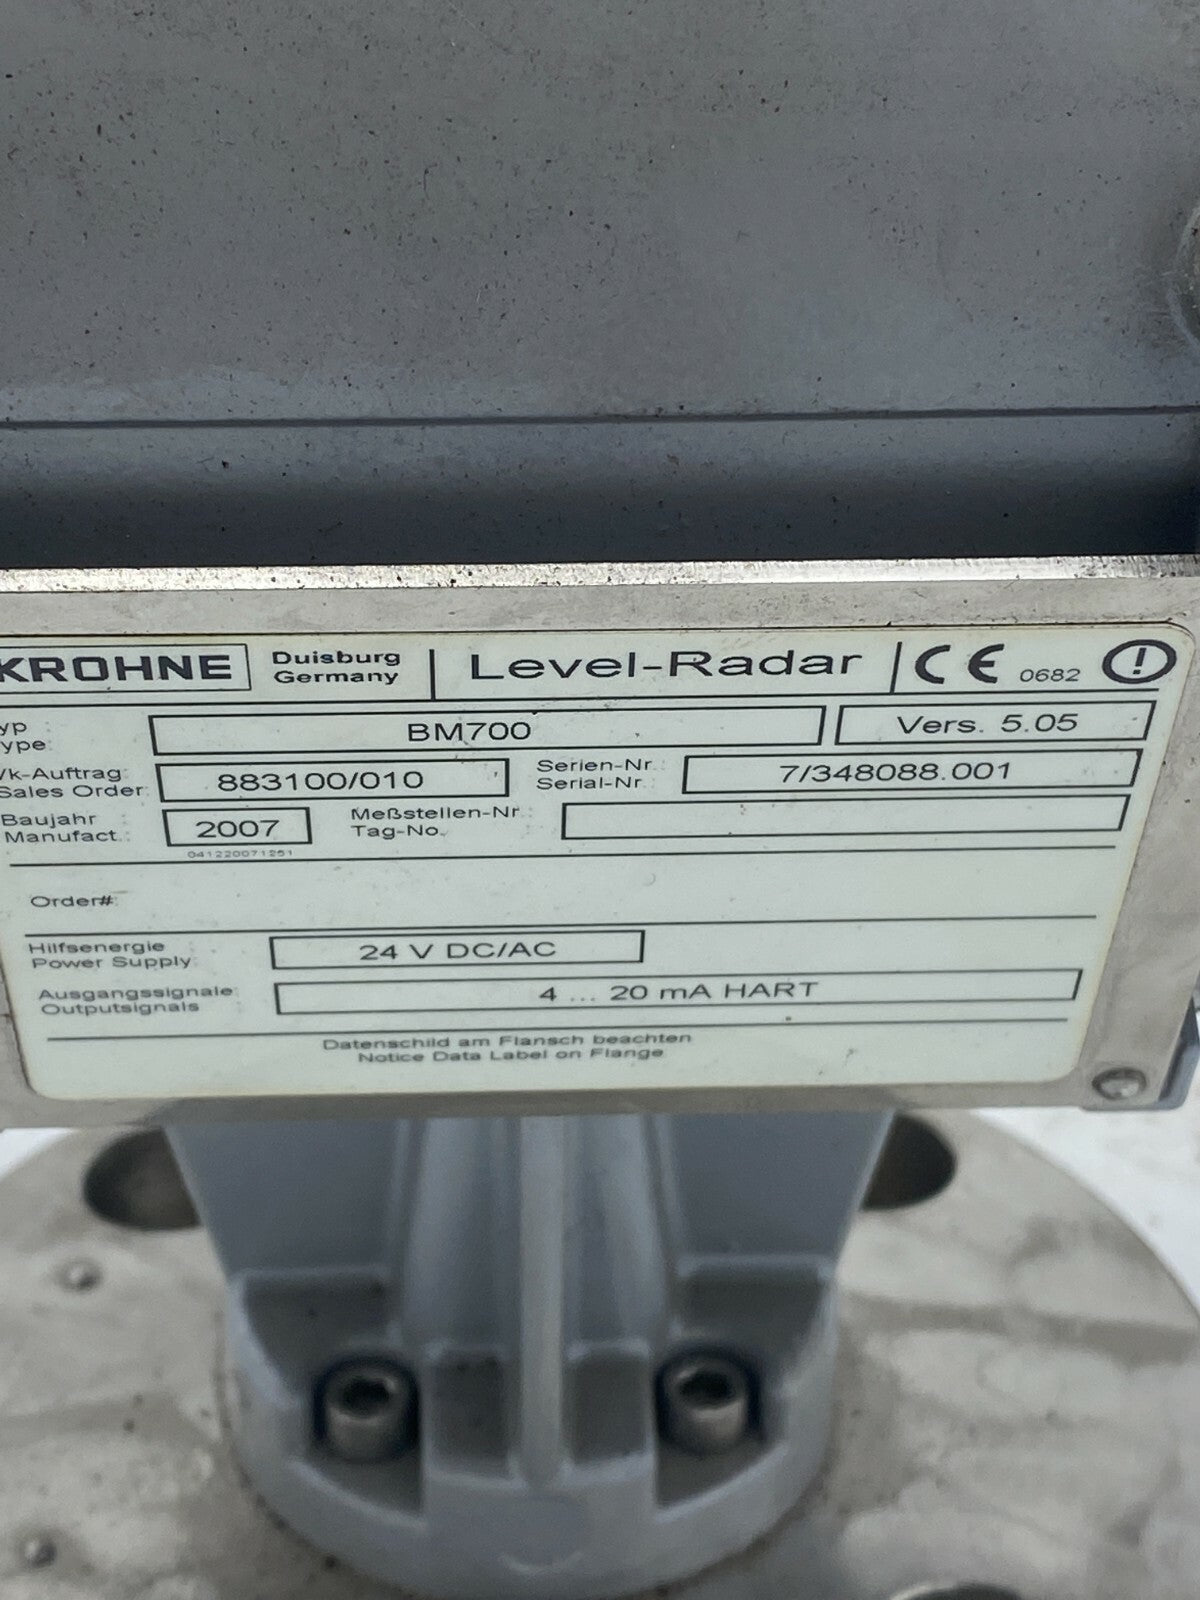 KROHNE Duisburg Germany Level-Radar CE 0682
yp : BM700 Vers. 5.05
ype:
Vk-Auftrag: 883100/010 Serien-Nr.: 7/348088.001
Sales Order: Serial-Nr. :
Baujahr : 2007 Meßstellen-Nr.:
Manufact.: Tag-No. :
041220071251
Order#:
Hilfsenergie : 24 V DC/AC
Power Supply:
Ausgangssignale: 4 ... 20 mA HART
Outputsignals :
Datenschild am Flansch beachten
Notice Data Label on Flange